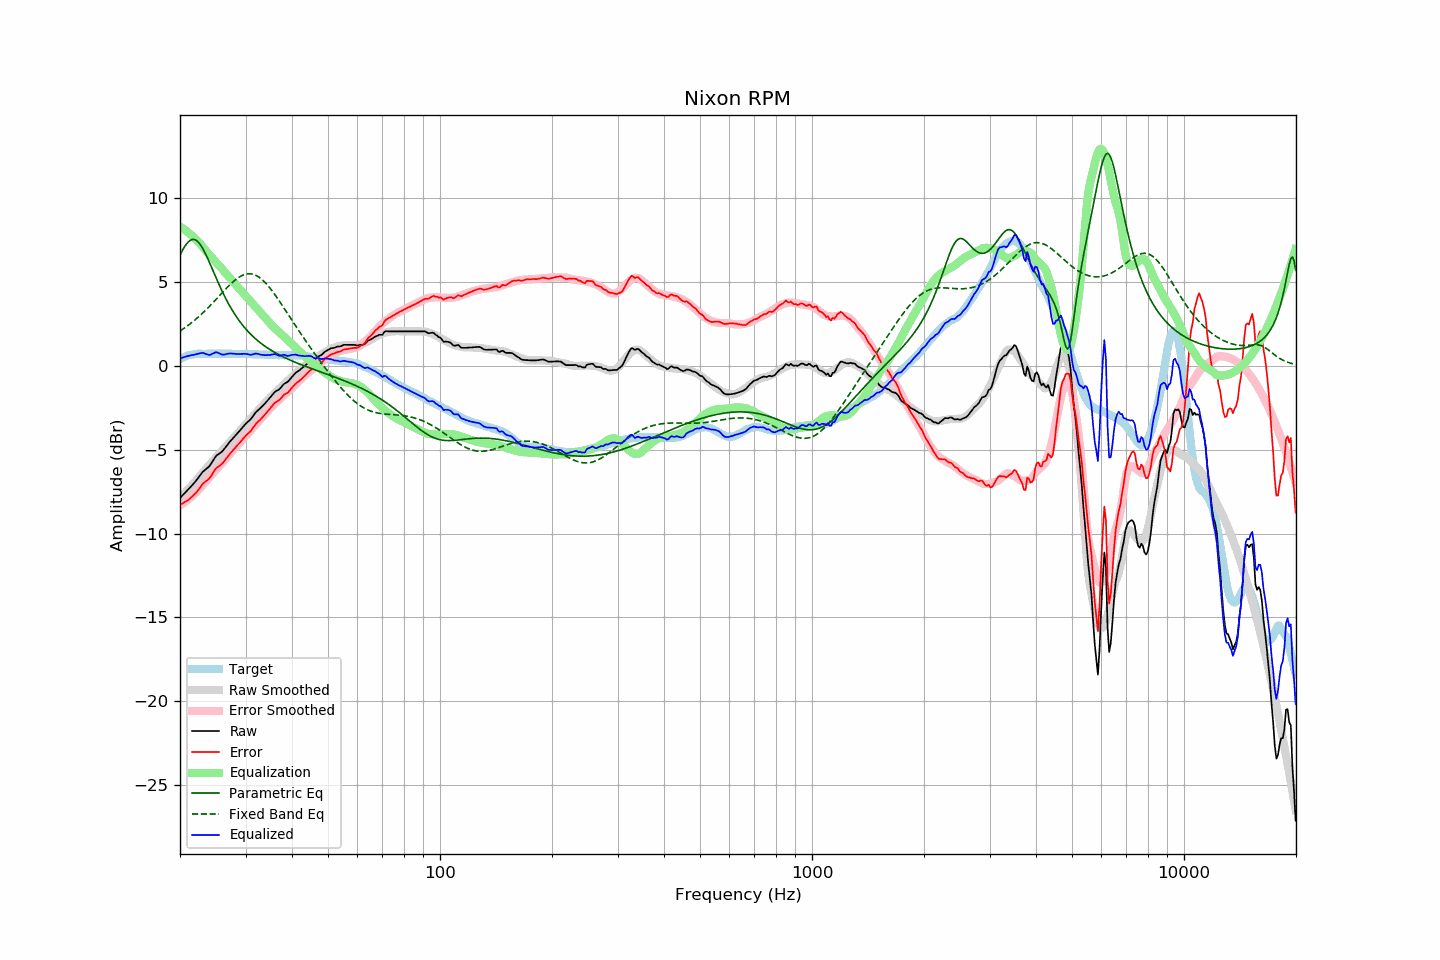 Nixon RPM
Amplitude (dBr)
10
5
0
−5
−10
−15
−20
−25
Target
Raw Smoothed
Error Smoothed
Raw
Error
Equalization
Parametric Eq
Fixed Band Eq
Equalized
100 1000 10000
Frequency (Hz)